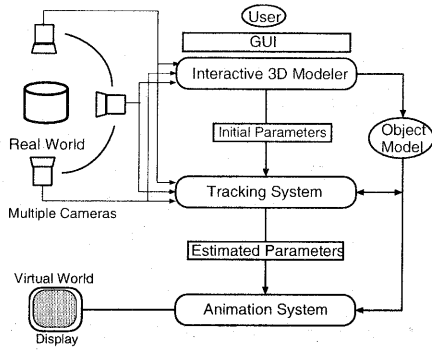 User
GUI
Interactive 3D Modeler
Real World
Initial Parameters
Object
Model
Multiple Cameras
Tracking System
Estimated Parameters
Virtual World
Animation System
Display